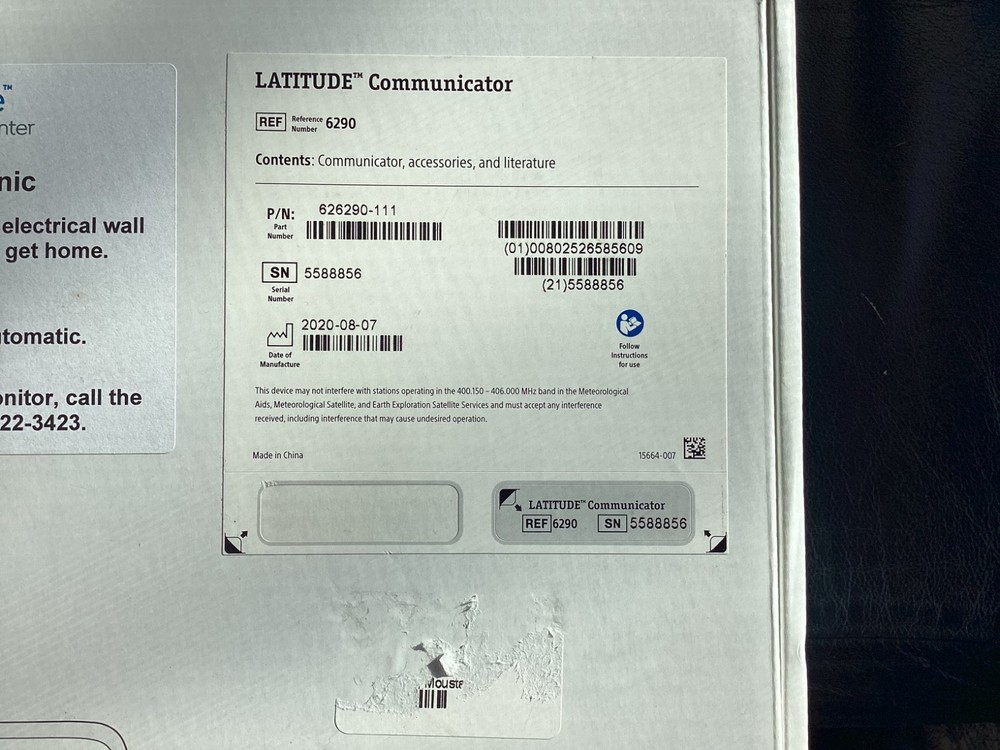 LATITUDE™ Communicator
REF Reference Number 6290
Contents: Communicator, accessories, and literature
P/N: 626290-111
Part Number
(01)00802526585609
SN 5588856
Serial Number
(21)5588856
2020-08-07
Date of Manufacture
Follow
Instructions
for use
This device may not interfere with stations operating in the 400.150 – 406.000 MHz band in the Meteorological
Aids, Meteorological Satellite, and Earth Exploration Satellite Services and must accept any interference
received, including interference that may cause undesired operation.
Made in China
15664-007
LATITUDE™ Communicator
REF 6290 SN 5588856
™
nter
nic
electrical wall
get home.
tomatic.
onitor, call the
22-3423.